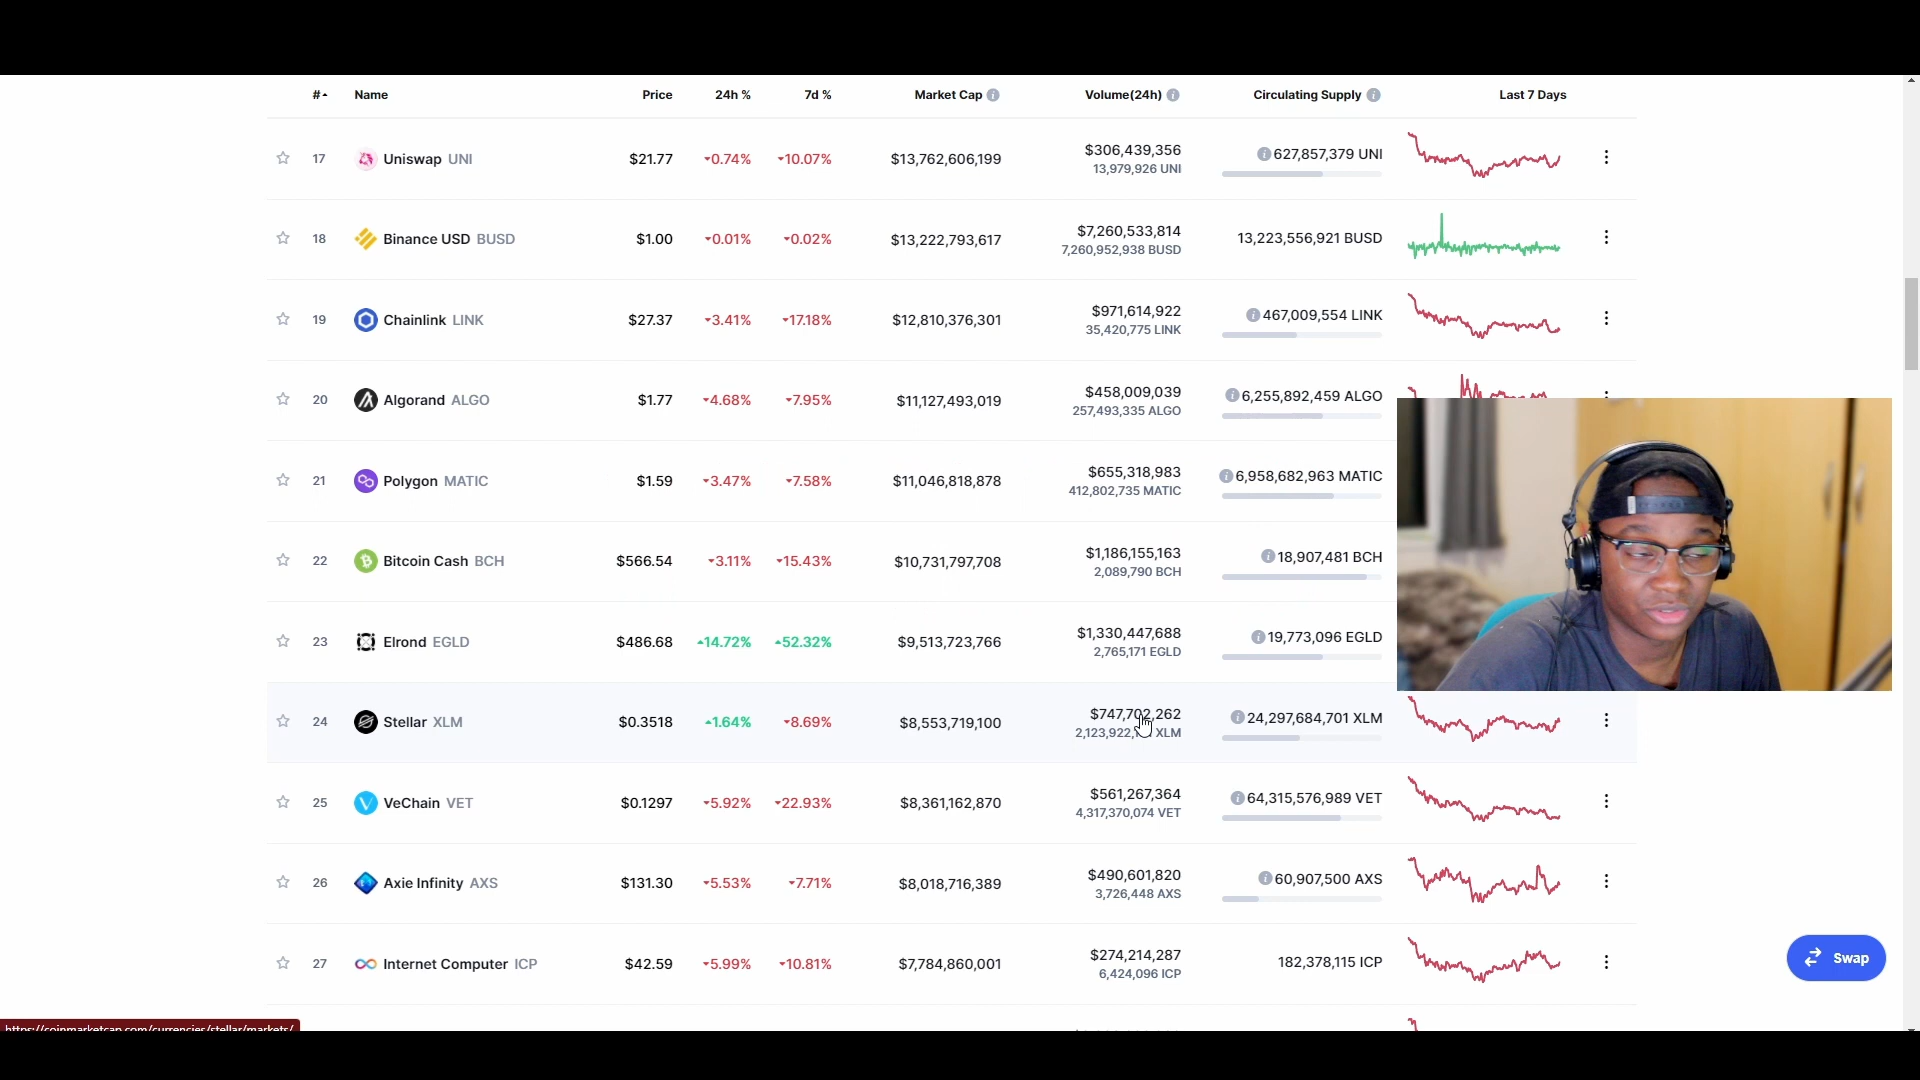 # Name Price 24h % 7d % Market Cap Volume(24h) Circulating Supply Last 7 Days
17 Uniswap UNI $21.77 0.74% 10.07% $13,762,606,199 $306,439,356 627,857,379 UNI
13,979,926 UNI
18 Binance USD BUSD $1.00 0.01% 0.02% $13,222,793,617 $7,260,533,814 13,223,556,921 BUSD
7,260,952,938 BUSD
19 Chainlink LINK $27.37 3.41% 17.18% $12,810,376,301 $971,614,922 467,009,554 LINK
35,420,775 LINK
20 Algorand ALGO $1.77 4.68% 7.95% $11,127,493,019 $458,009,039 6,255,892,459 ALGO
257,493,335 ALGO
21 Polygon MATIC $1.59 3.47% 7.58% $11,046,818,878 $655,318,983 6,958,682,963 MATIC
412,802,735 MATIC
22 Bitcoin Cash BCH $566.54 3.11% 15.43% $10,731,797,708 $1,186,155,163 18,907,481 BCH
2,089,790 BCH
23 Elrond EGLD $486.68 14.72% 52.32% $9,513,723,766 $1,330,447,688 19,773,096 EGLD
2,765,171 EGLD
24 Stellar XLM $0.3518 1.64% 8.69% $8,553,719,100 $747,702,262 24,297,684,701 XLM
XLM
25 VeChain VET $0.1297 5.92% 22.93% $8,361,162,870 $561,267,364 64,315,576,989 VET
4,317,370,074 VET
26 Axie Infinity AXS $131.30 5.53% 7.71% $8,018,716,389 $490,601,820 60,907,500 AXS
3,726,448 AXS
27 Internet Computer ICP $42.59 5.99% 10.81% $7,784,860,001 $274,214,287 182,378,115 ICP
6,424,096 ICP
Swap
https://coinmarketcap.com/currencies/stellar/markets/